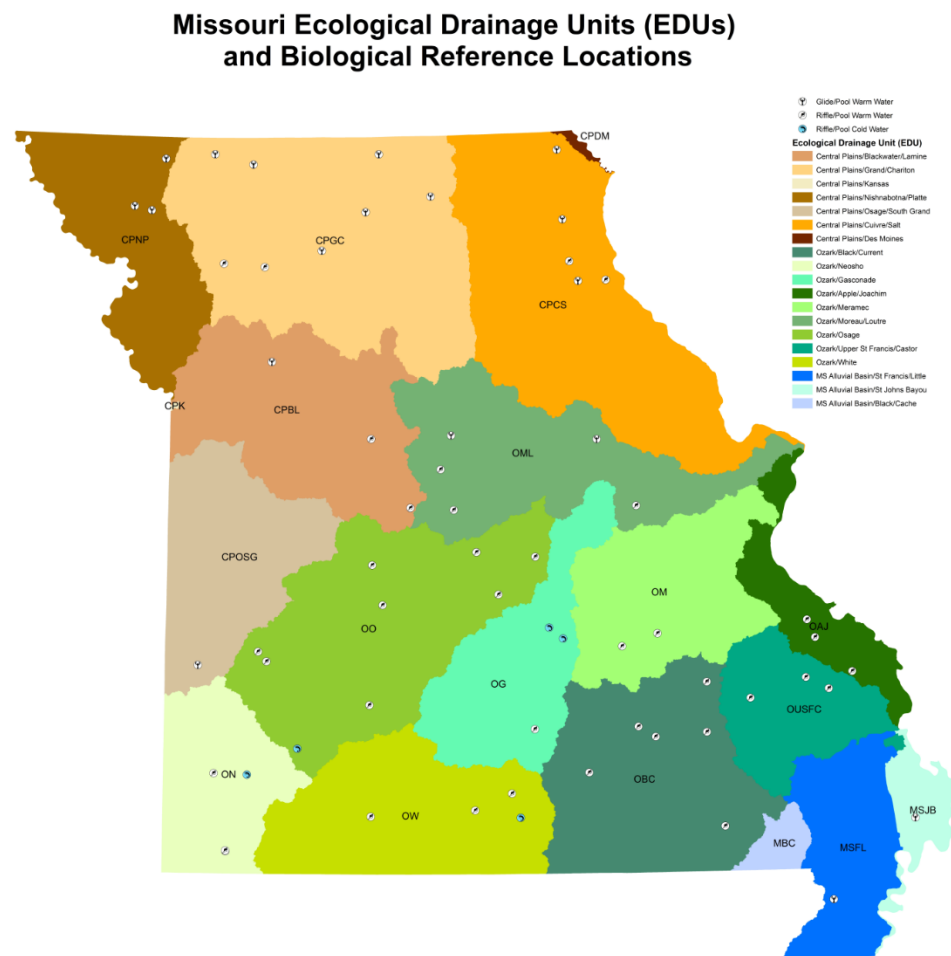 Missouri Ecological Drainage Units (EDUs)
and Biological Reference Locations
Glide/Pool Warm Water
Riffle/Pool Warm Water
Riffle/Pool Cold Water
Ecological Drainage Unit (EDU)
Central Plains/Blackwater/Lamine
Central Plains/Grand/Chariton
Central Plains/Kansas
Central Plains/Nishnabotna/Platte
Central Plains/Osage/South Grand
Central Plains/Cuivre/Salt
Central Plains/Des Moines
Ozark/Black/Current
Ozark/Neosho
Ozark/Gasconade
Ozark/Apple/Joachim
Ozark/Meramec
Ozark/Moreau/Loutre
Ozark/Osage
Ozark/Upper St Francis/Castor
Ozark/White
MS Alluvial Basin/St Francis/Little
MS Alluvial Basin/St Johns Bayou
MS Alluvial Basin/Black/Cache
CPDM
CPNP
CPGC
CPCS
CPK
CPBL
OML
CPOSG
OM
OO
OAJ
OG
OUSFC
ON
OBC
OW
MSJB
MBC
MSFL